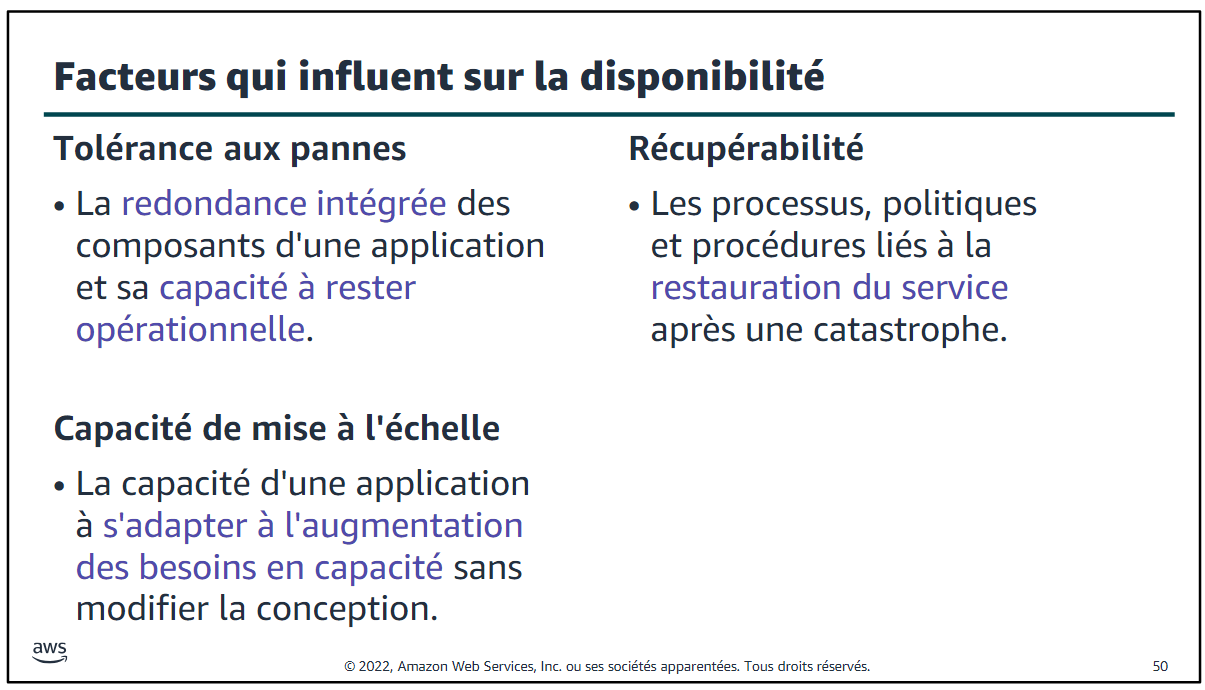 Facteurs qui influent sur la disponibilité
Tolérance aux pannes
• La redondance intégrée des
composants d'une application
et sa capacité à rester
opérationnelle.
Capacité de mise à l'échelle
• La capacité d'une application
à s'adapter à l'augmentation
des besoins en capacité sans
modifier la conception.
Récupérabilité
• Les processus, politiques
et procédures liés à la
restauration du service
après une catastrophe.
aws
© 2022, Amazon Web Services, Inc. ou ses sociétés apparentées. Tous droits réservés.
50